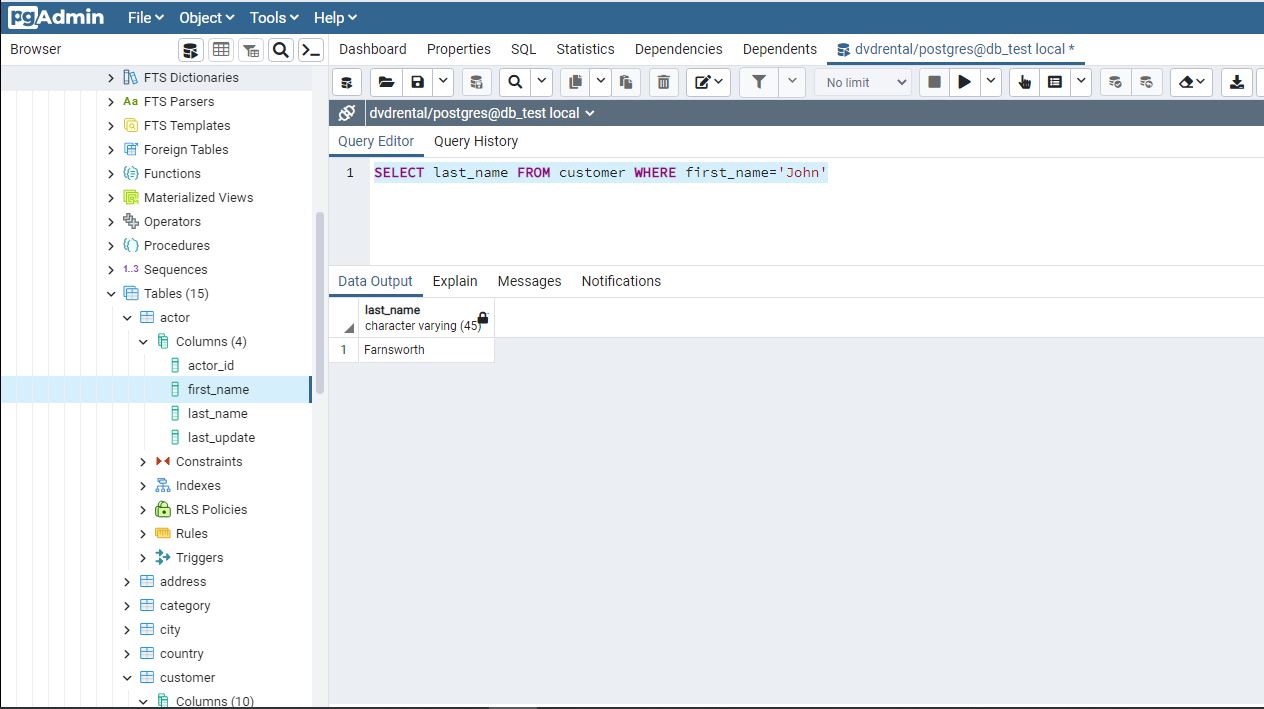 pgAdmin File Object Tools Help
Browser
Dashboard Properties SQL Statistics Dependencies Dependents dvdrental/postgres@db_test local *
No limit
dvdrental/postgres@db_test local
Query Editor Query History
1 SELECT last_name FROM customer WHERE first_name='John'
Data Output Explain Messages Notifications
last_name
character varying (45)
1 Farnsworth
FTS Dictionaries
Aa FTS Parsers
FTS Templates
Foreign Tables
Functions
Materialized Views
Operators
Procedures
1..3 Sequences
Tables (15)
actor
Columns (4)
actor_id
first_name
last_name
last_update
Constraints
Indexes
RLS Policies
Rules
Triggers
address
category
city
country
customer
Columns (10)